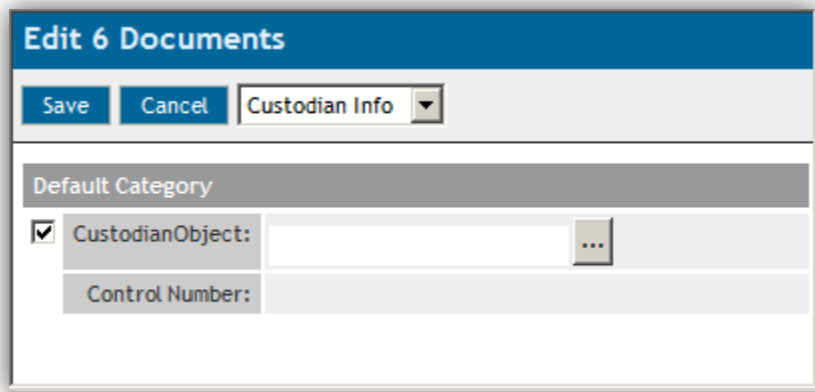 Edit 6 Documents
Save Cancel Custodian Info
Default Category
CustodianObject: ...
Control Number: